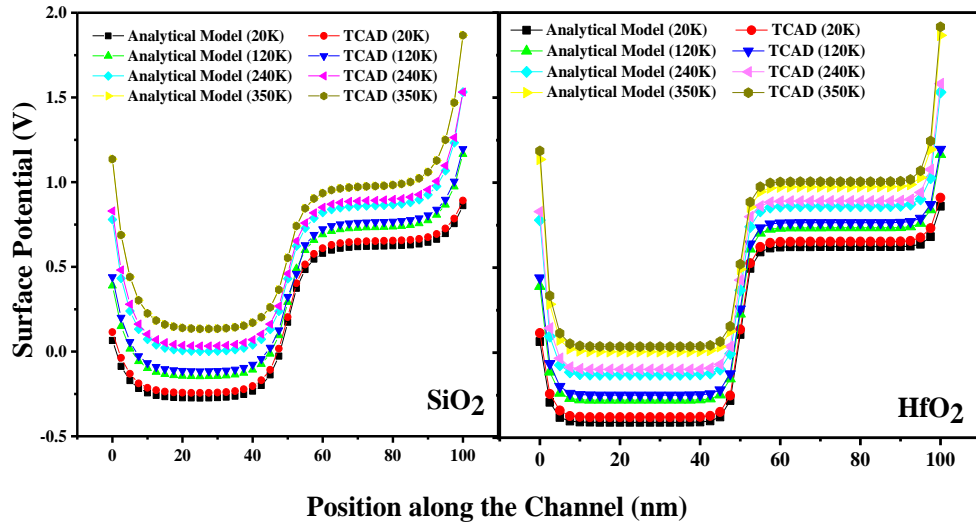 Surface Potential (V)
2.0
1.5
1.0
0.5
0.0
-0.5
Analytical Model (20K) TCAD (20K)
Analytical Model (120K) TCAD (120K)
Analytical Model (240K) TCAD (240K)
Analytical Model (350K) TCAD (350K)
SiO2
0 20 40 60 80 100
Analytical Model (20K) TCAD (20K)
Analytical Model (120K) TCAD (120K)
Analytical Model (240K) TCAD (240K)
Analytical Model (350K) TCAD (350K)
HfO2
0 20 40 60 80 100
Position along the Channel (nm)